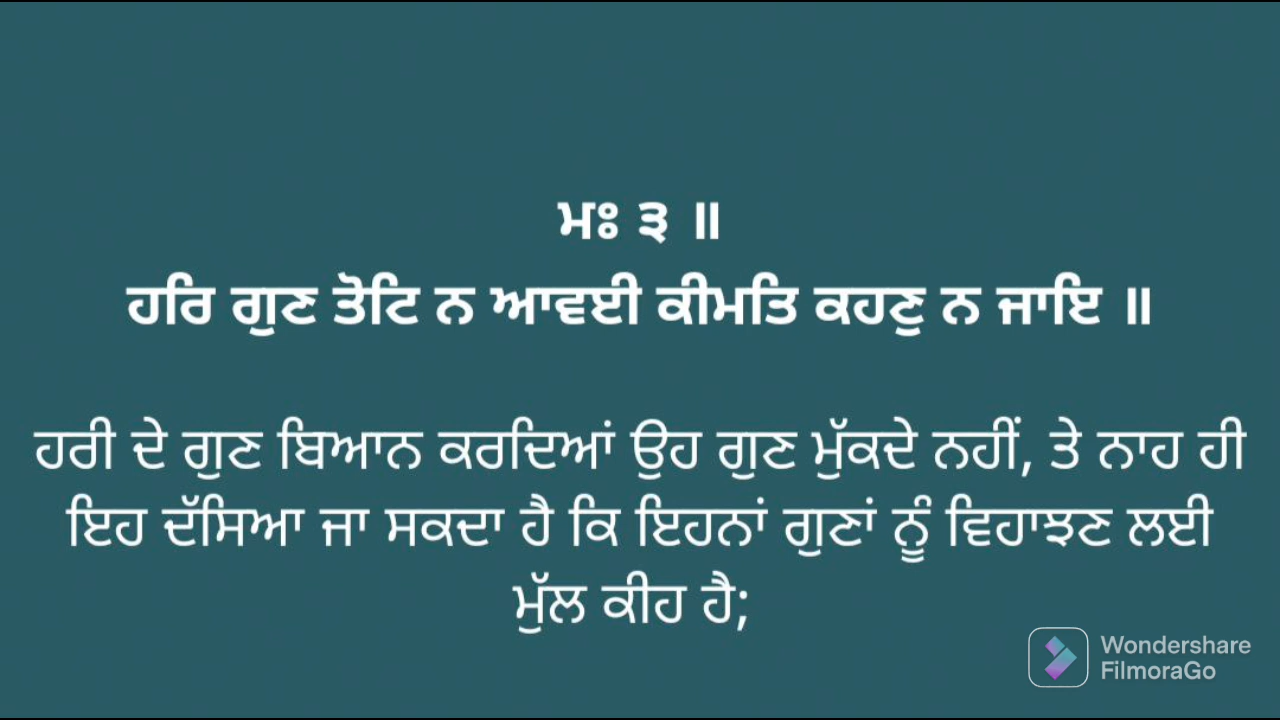 ਮਃ ੩ ॥
ਹਰਿ ਗੁਣ ਤੋਟਿ ਨ ਆਵਈ ਕੀਮਤਿ ਕਹਣੁ ਨ ਜਾਇ ॥
ਹਰੀ ਦੇ ਗੁਣ ਬਿਆਨ ਕਰਦਿਆਂ ਉਹ ਗੁਣ ਮੁੱਕਦੇ ਨਹੀਂ, ਤੇ ਨਾਹ ਹੀ
ਇਹ ਦੱਸਿਆ ਜਾ ਸਕਦਾ ਹੈ ਕਿ ਇਹਨਾਂ ਗੁਣਾਂ ਨੂੰ ਵਿਹਾਝਣ ਲਈ
ਮੁੱਲ ਕੀਹ ਹੈ;
Wondershare
FilmoraGo